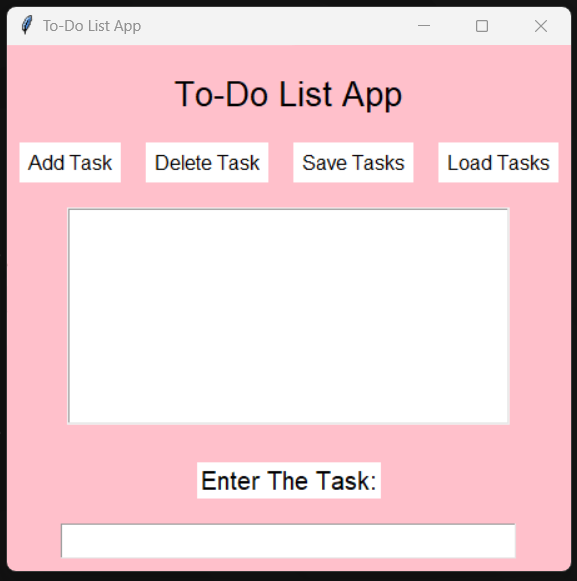 To-Do List App
To-Do List App
Add Task Delete Task Save Tasks Load Tasks
Enter The Task: